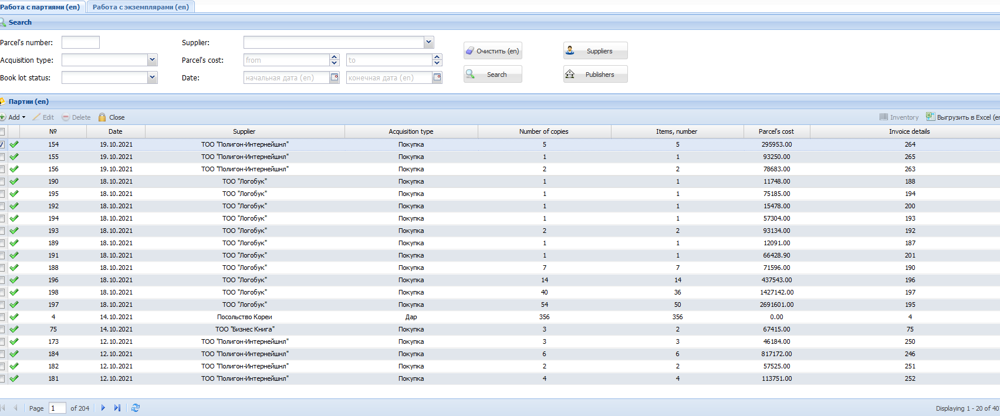 Работа с партиями (en) Работа с экземплярами (en)
Search
Parcel's number: Supplier:
Очистить (en) Suppliers
Acquisition type: Parcel's cost: from to
Search Publishers
Book lot status: Date: начальная дата (en) конечная дата (en)
Партии (en)
Add Edit Delete Close Inventory Выгрузить в Excel
№ Date Supplier Acquisition type Number of copies Items, number Parcel's cost Invoice details
154 19.10.2021 ТОО "Полигон-Интернейшнл" Покупка 5 5 295953.00 264
155 19.10.2021 ТОО "Полигон-Интернейшнл" Покупка 1 1 93250.00 265
156 19.10.2021 ТОО "Полигон-Интернейшнл" Покупка 2 2 78683.00 263
190 18.10.2021 ТОО "Логобук" Покупка 1 1 11748.00 188
195 18.10.2021 ТОО "Логобук" Покупка 1 1 75185.00 194
192 18.10.2021 ТОО "Логобук" Покупка 1 1 15478.00 200
194 18.10.2021 ТОО "Логобук" Покупка 1 1 57304.00 193
193 18.10.2021 ТОО "Логобук" Покупка 2 2 93134.00 192
189 18.10.2021 ТОО "Логобук" Покупка 1 1 12091.00 187
191 18.10.2021 ТОО "Логобук" Покупка 1 1 66428.90 201
188 18.10.2021 ТОО "Логобук" Покупка 7 7 71596.00 190
196 18.10.2021 ТОО "Логобук" Покупка 14 14 437543.00 196
198 18.10.2021 ТОО "Логобук" Покупка 40 36 1427142.00 197
197 18.10.2021 ТОО "Логобук" Покупка 54 50 2691601.00 195
4 14.10.2021 Посольство Кореи Дар 356 356 0.00 4
75 14.10.2021 ТОО "Бизнес Книга" Покупка 3 2 67415.00 75
173 12.10.2021 ТОО "Полигон-Интернейшнл" Покупка 3 3 46184.00 250
184 12.10.2021 ТОО "Полигон-Интернейшнл" Покупка 6 6 817172.00 246
182 12.10.2021 ТОО "Полигон-Интернейшнл" Покупка 2 2 57525.00 251
181 12.10.2021 ТОО "Полигон-Интернейшнл" Покупка 4 4 113751.00 252
Page 1 of 204 Displaying 1 - 20 of